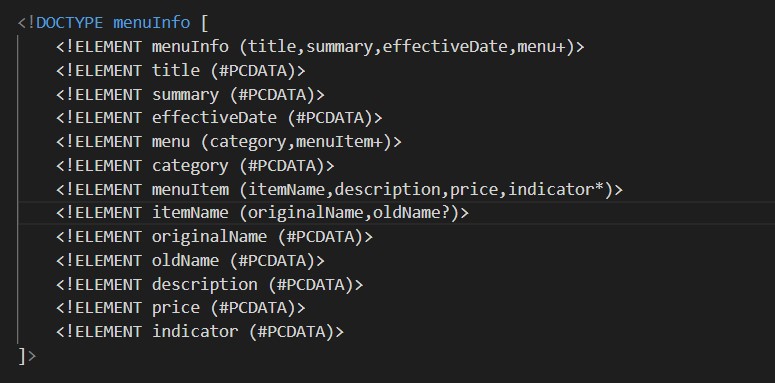 <!DOCTYPE menuInfo [
<!ELEMENT menuInfo (title,summary,effectiveDate,menu+)>
<!ELEMENT title (#PCDATA)>
<!ELEMENT summary (#PCDATA)>
<!ELEMENT effectiveDate (#PCDATA)>
<!ELEMENT menu (category,menuItem+)>
<!ELEMENT category (#PCDATA)>
<!ELEMENT menuItem (itemName,description,price,indicator*)>
<!ELEMENT itemName (originalName,oldName?)>
<!ELEMENT originalName (#PCDATA)>
<!ELEMENT oldName (#PCDATA)>
<!ELEMENT description (#PCDATA)>
<!ELEMENT price (#PCDATA)>
<!ELEMENT indicator (#PCDATA)>
]>